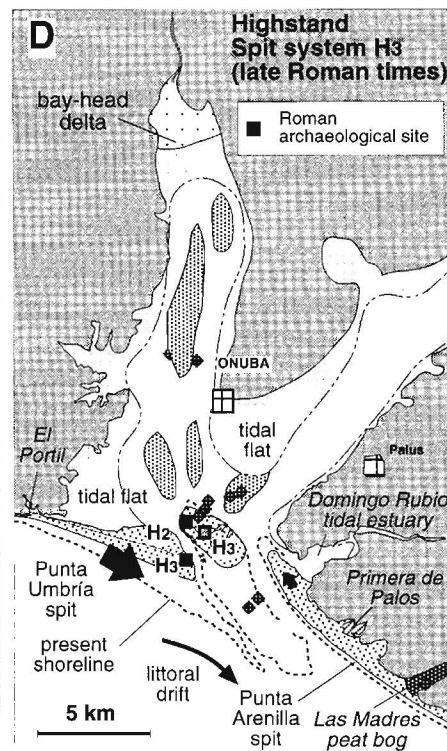 D
Highstand
Spit system H3
(late Roman times)
Roman
archaeological site
bay-head
delta
ONUBA
tidal
flat
Palus
El
Portil
tidal flat
Domingo Rubio
tidal estuary
H2
H3
H3
Punta
Umbría
spit
Primera de
Palos
present
shoreline
littoral
drift
Punta
Arenilla
spit
5 km
Las Madres
peat bog